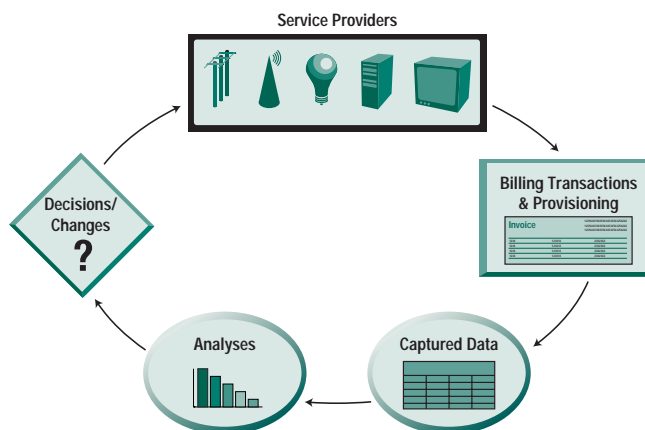 Service Providers
Billing Transactions
& Provisioning
Invoice
Decisions/
Changes
?
Analyses
Captured Data